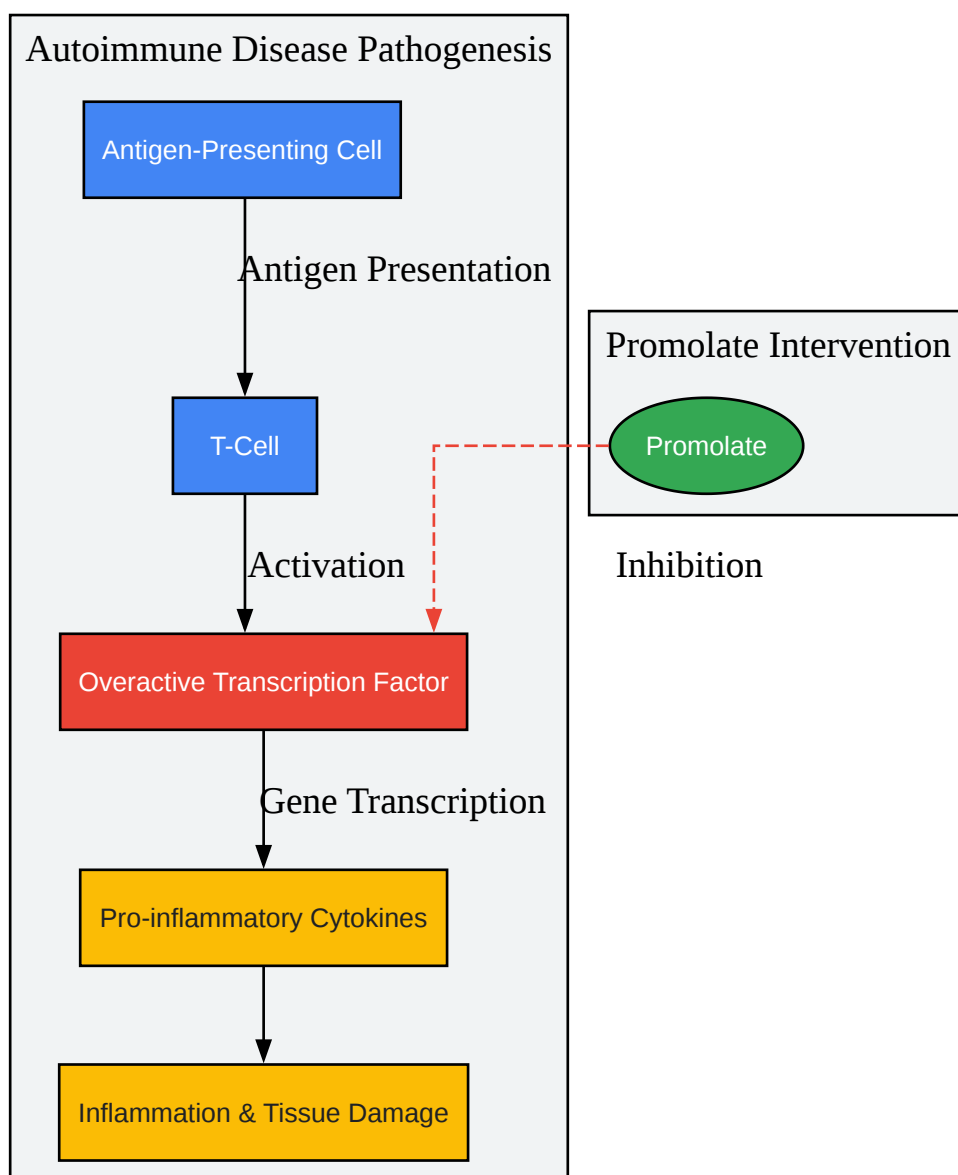 Autoimmune Disease Pathogenesis
Antigen-Presenting Cell
Antigen Presentation
Promolate Intervention
T-Cell
Promolate
Activation
Inhibition
Overactive Transcription Factor
Gene Transcription
Pro-inflammatory Cytokines
Inflammation & Tissue Damage